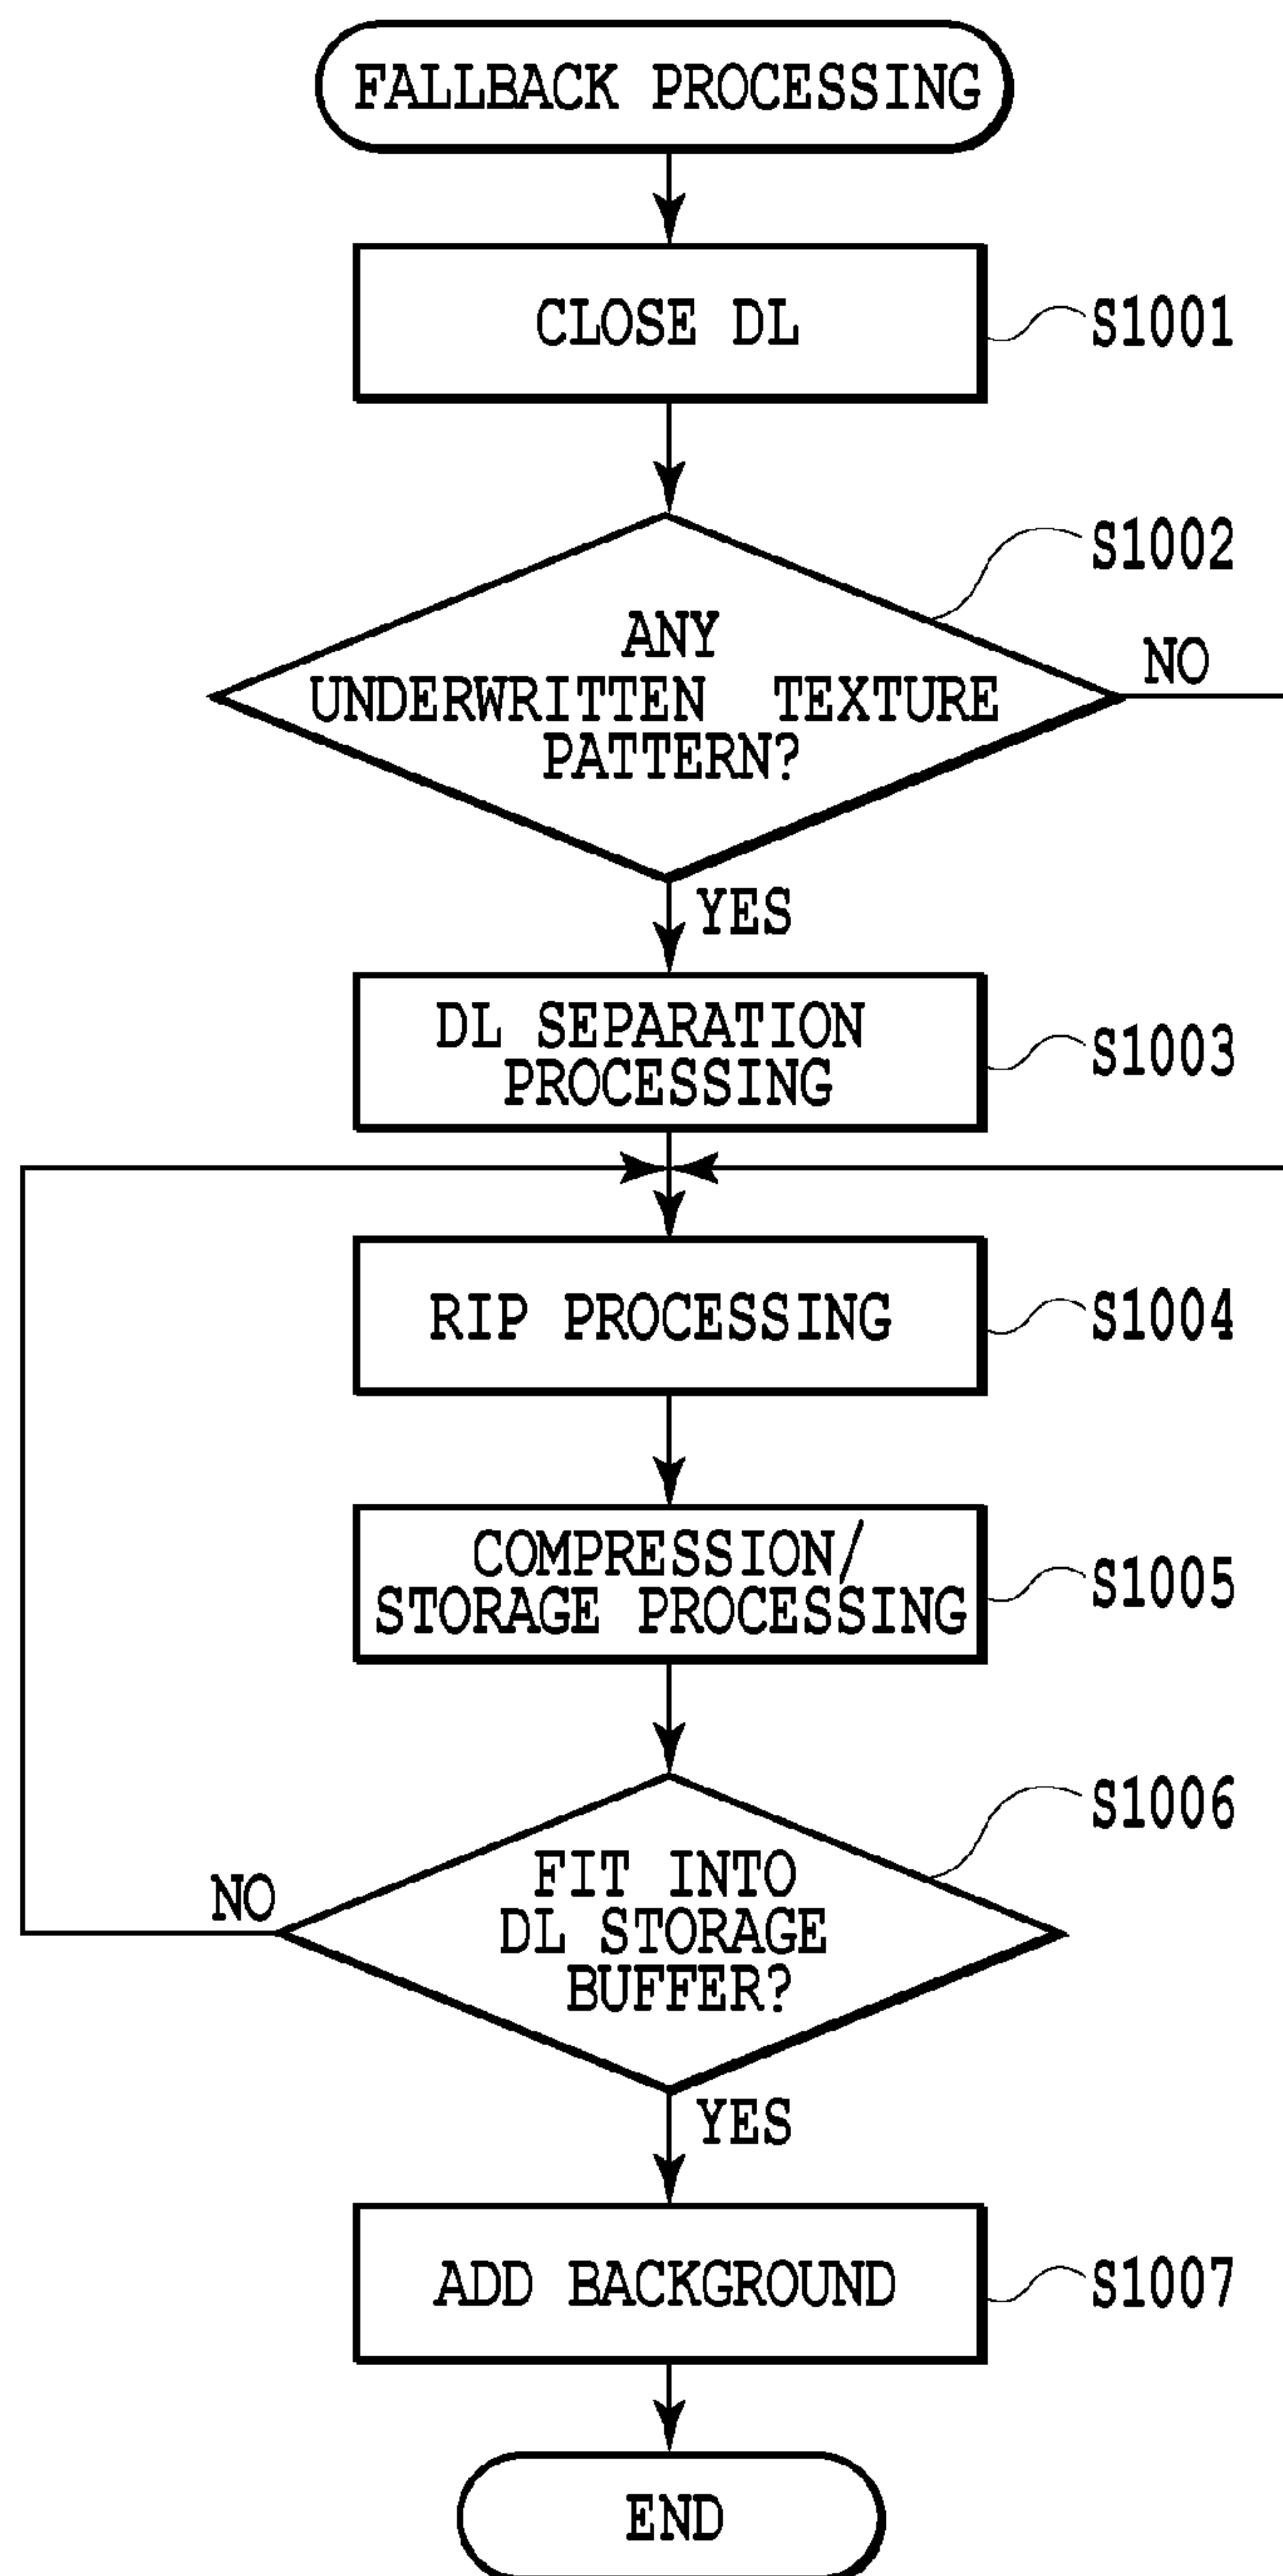 FALLBACK PROCESSING
CLOSE DL
S1001
S1002
ANY
UNDERWRITTEN TEXTURE
PATTERN?
NO
YES
DL SEPARATION
PROCESSING
S1003
RIP PROCESSING
S1004
COMPRESSION/
STORAGE PROCESSING
S1005
S1006
FIT INTO
DL STORAGE
BUFFER?
NO
YES
ADD BACKGROUND
S1007
END